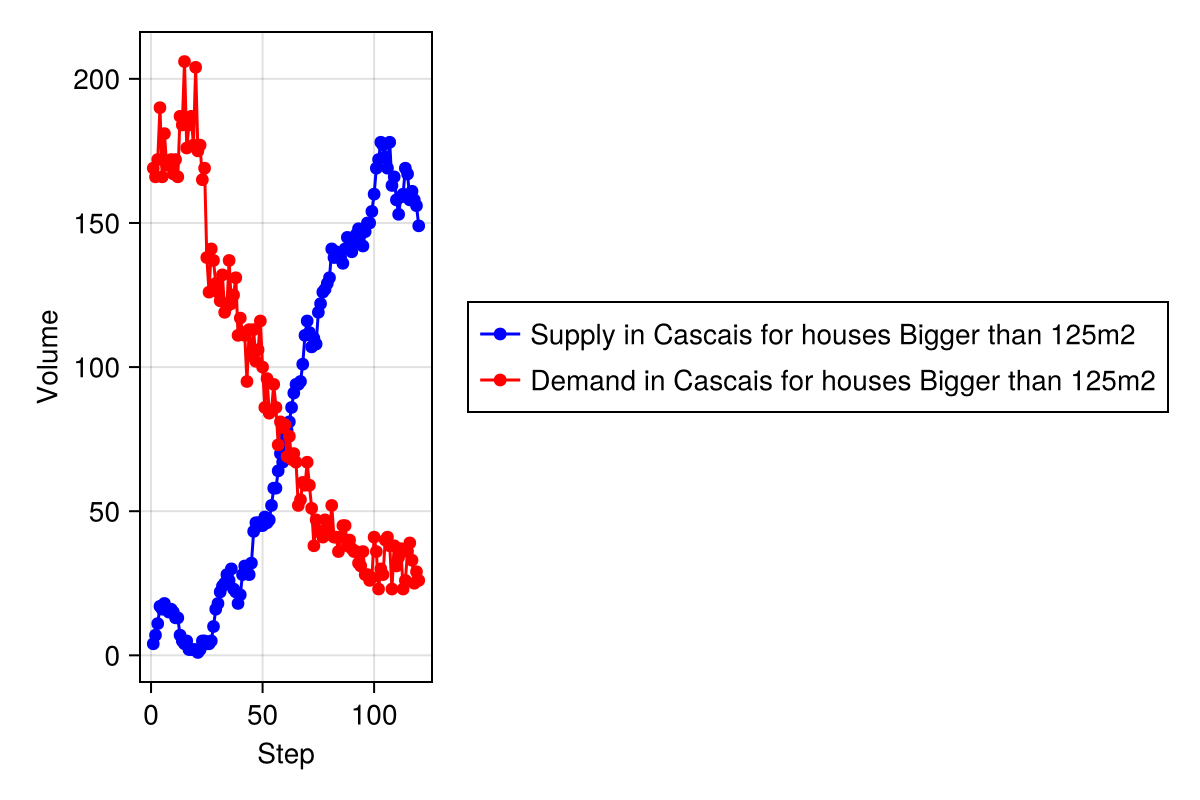 200
150
100
50
0
Volume
0 50 100
Step
Supply in Cascais for houses Bigger than 125m2
Demand in Cascais for houses Bigger than 125m2